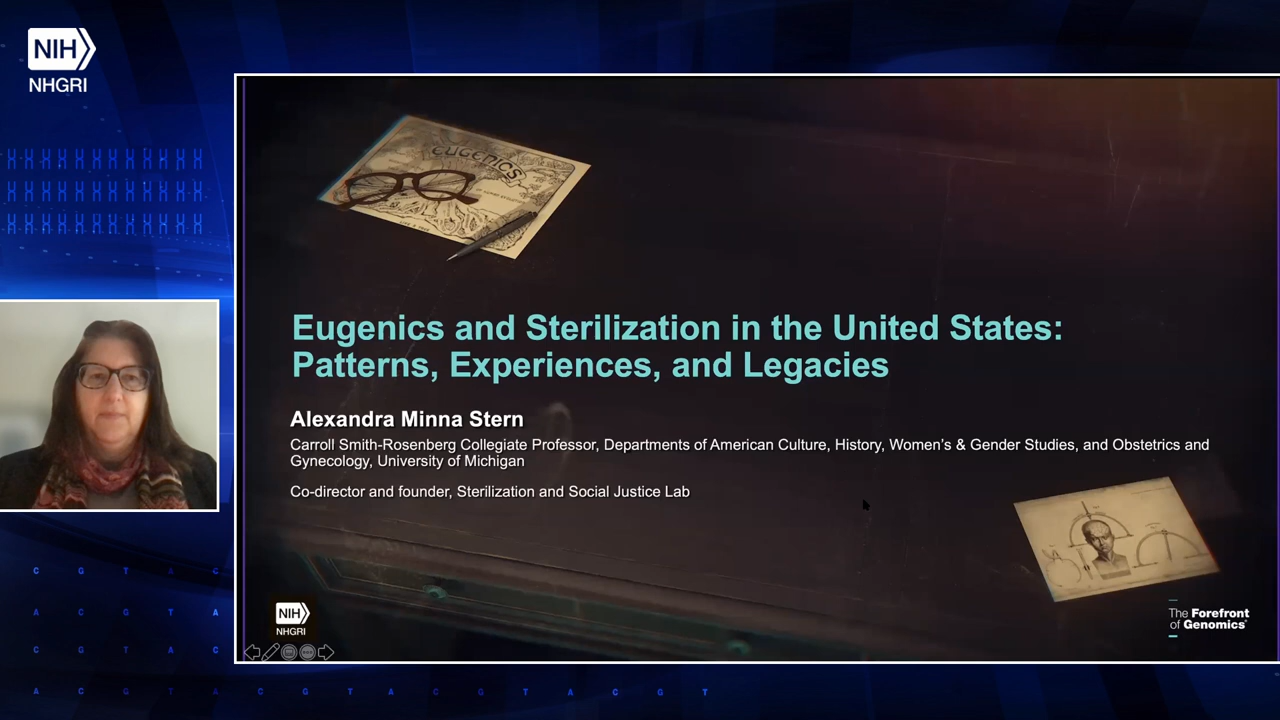 NIH
NHGRI
EUGENICS
Eugenics and Sterilization in the United States:
Patterns, Experiences, and Legacies
Alexandra Minna Stern
Carroll Smith-Rosenberg Collegiate Professor, Departments of American Culture, History, Women's & Gender Studies, and Obstetrics and
Gynecology, University of Michigan
Co-director and founder, Sterilization and Social Justice Lab
NIH
NHGRI
The Forefront
of Genomics
C G T A C
A C G T A
C G T A C
A C G T A C G T A C G T A C G T